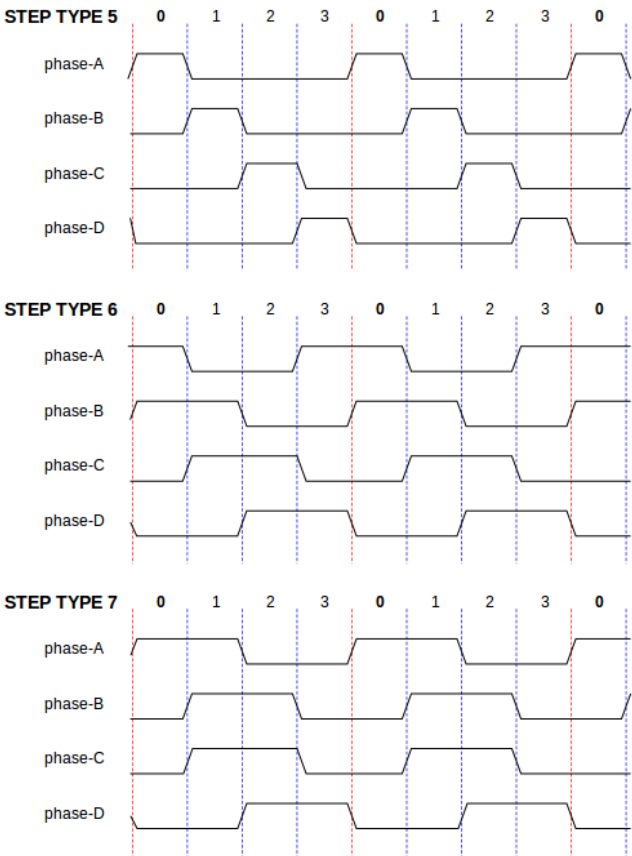 STEP TYPE 5 0 1 2 3 0 1 2 3 0
phase-A
phase-B
phase-C
phase-D
STEP TYPE 6 0 1 2 3 0 1 2 3 0
phase-A
phase-B
phase-C
phase-D
STEP TYPE 7 0 1 2 3 0 1 2 3 0
phase-A
phase-B
phase-C
phase-D